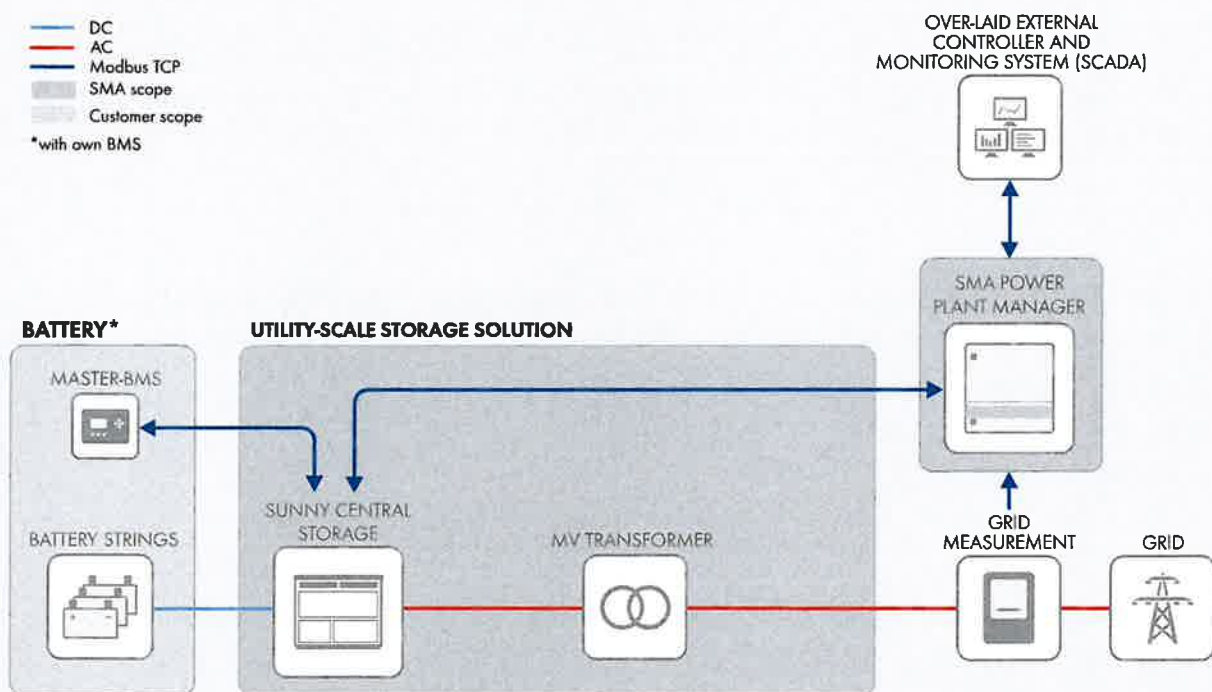 DC
AC
Modbus TCP
SMA scope
Customer scope
*with own BMS
OVER-LAID EXTERNAL
CONTROLLER AND
MONITORING SYSTEM (SCADA)
SMA POWER
PLANT MANAGER
BATTERY*
UTILITY-SCALE STORAGE SOLUTION
MASTER-BMS
SUNNY CENTRAL
STORAGE
BATTERY STRINGS
MV TRANSFORMER
GRID
MEASUREMENT
GRID